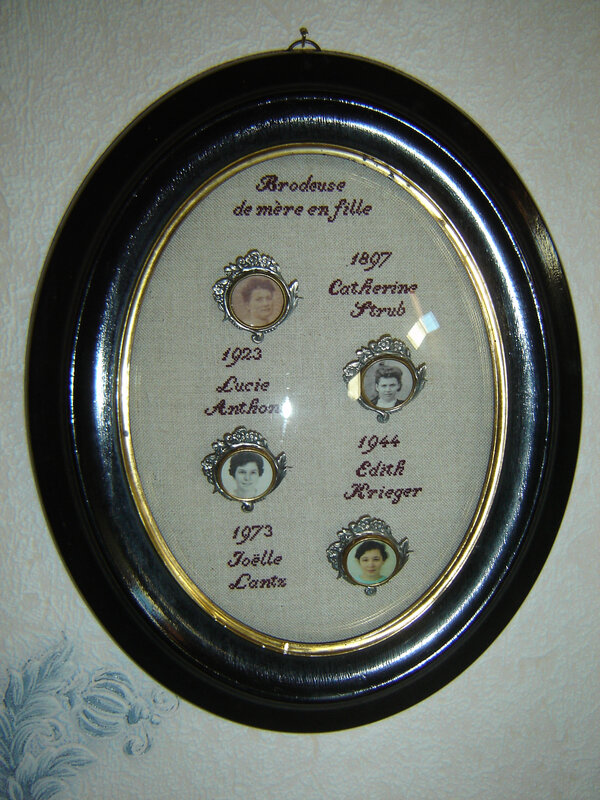 Brodeuse
de mère en fille
1897
Catherine
Strub
1923
Lucie
Anthon
1944
Edith
Krieger
1973
Joëlle
Lantz